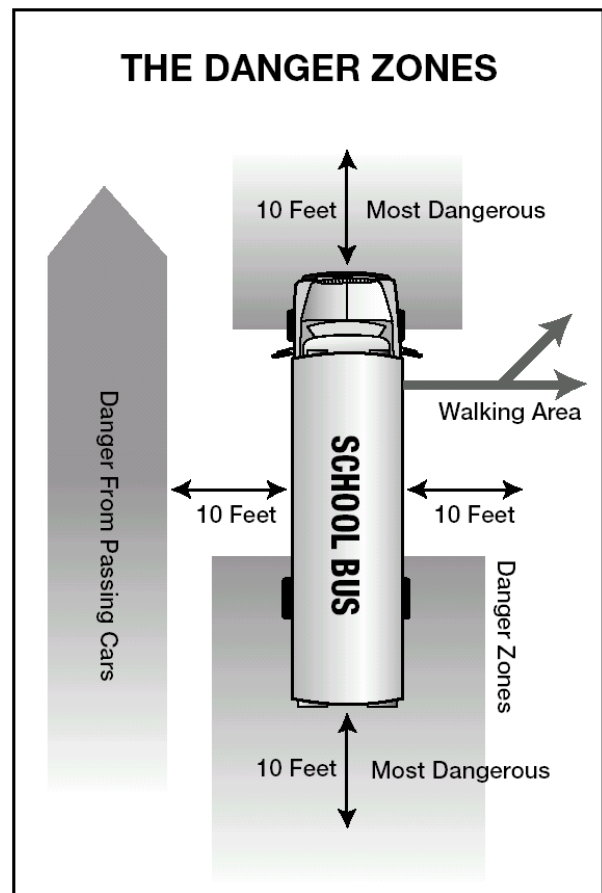 THE DANGER ZONES
10 Feet
Most Dangerous
Walking Area
Danger From Passing Cars
SCHOOL BUS
10 Feet
10 Feet
Danger Zones
10 Feet
Most Dangerous